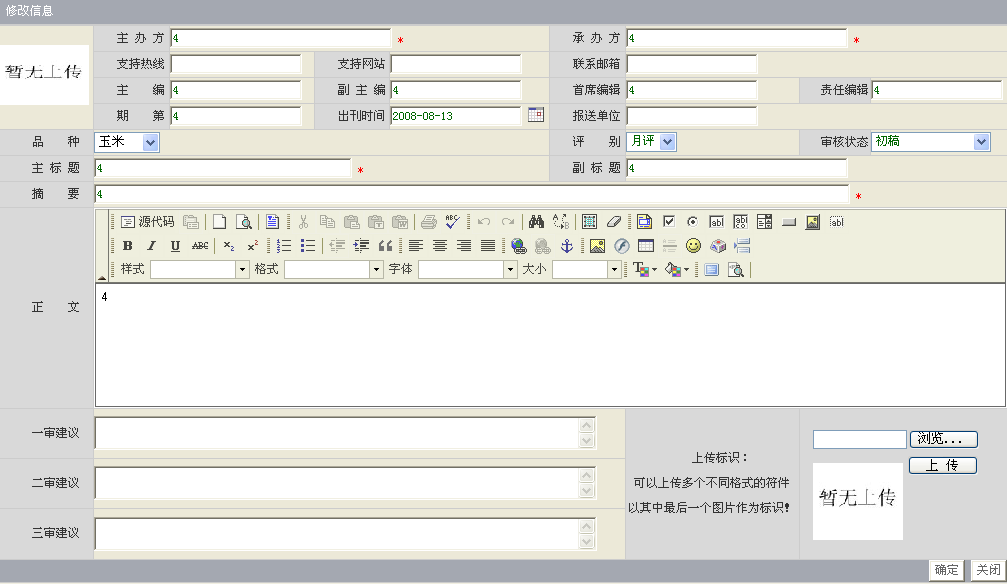 修改信息
主 办 方 4 * 承 办 方 4 *
暂无上传
支持热线 支持网站 联系邮箱
主 编 4 副 主 编 4 首席编辑 4 责任编辑 4
期 第 4 出刊时间 2008-08-13 报送单位
品 种 玉米 评 别 月评 审核状态 初稿
主 标 题 4 * 副 标 题 4
摘 要 4 *
源代码
B I U ABC
样式 格式 字体 大小
正 文
4
一审建议
二审建议
三审建议
上传标识：
可以上传多个不同格式的符件
以其中最后一个图片作为标识!
浏览...
上 传
暂无上传
确定 关闭